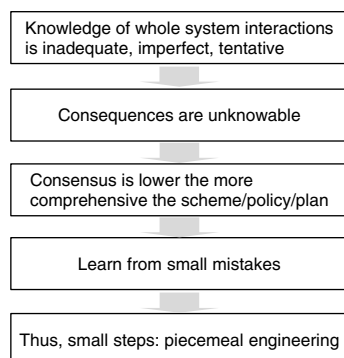 Knowledge of whole system interactions
is inadequate, imperfect, tentative
Consequences are unknowable
Consensus is lower the more
comprehensive the scheme/policy/plan
Learn from small mistakes
Thus, small steps: piecemeal engineering